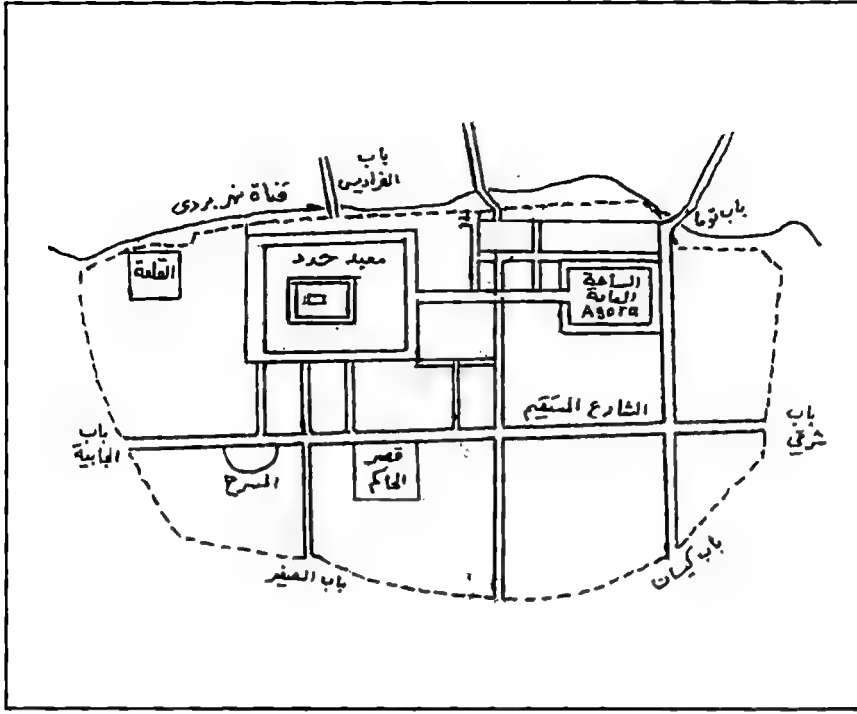 باب
الفراديس
قناة نهر بردى
باب توما
القلعة
معبد حدد
الساحة
العامة
Agora
الشارع المستقيم
باب
شرقي
باب
الجابية
المسرح
قصر
الحاكم
باب الصغير
باب كيسان